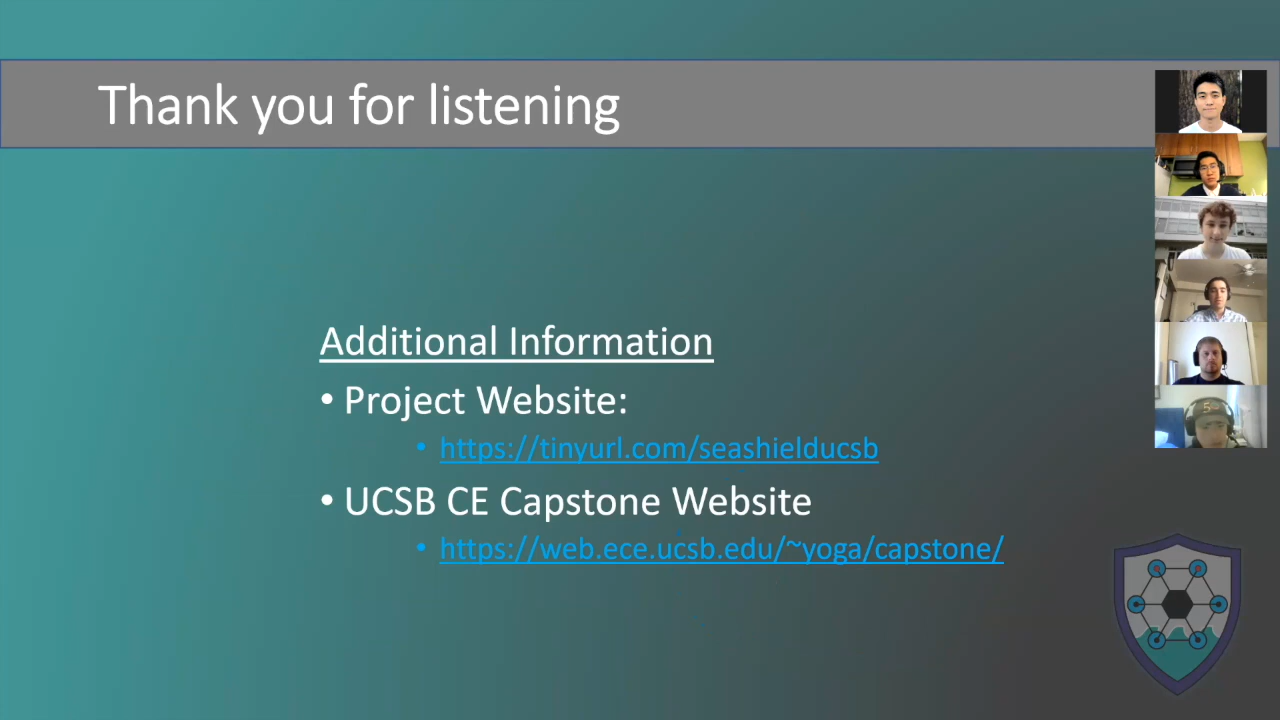 Thank you for listening
Additional Information
• Project Website:
• https://tinyurl.com/seashielducsb
• UCSB CE Capstone Website
• https://web.ece.ucsb.edu/~yoga/capstone/